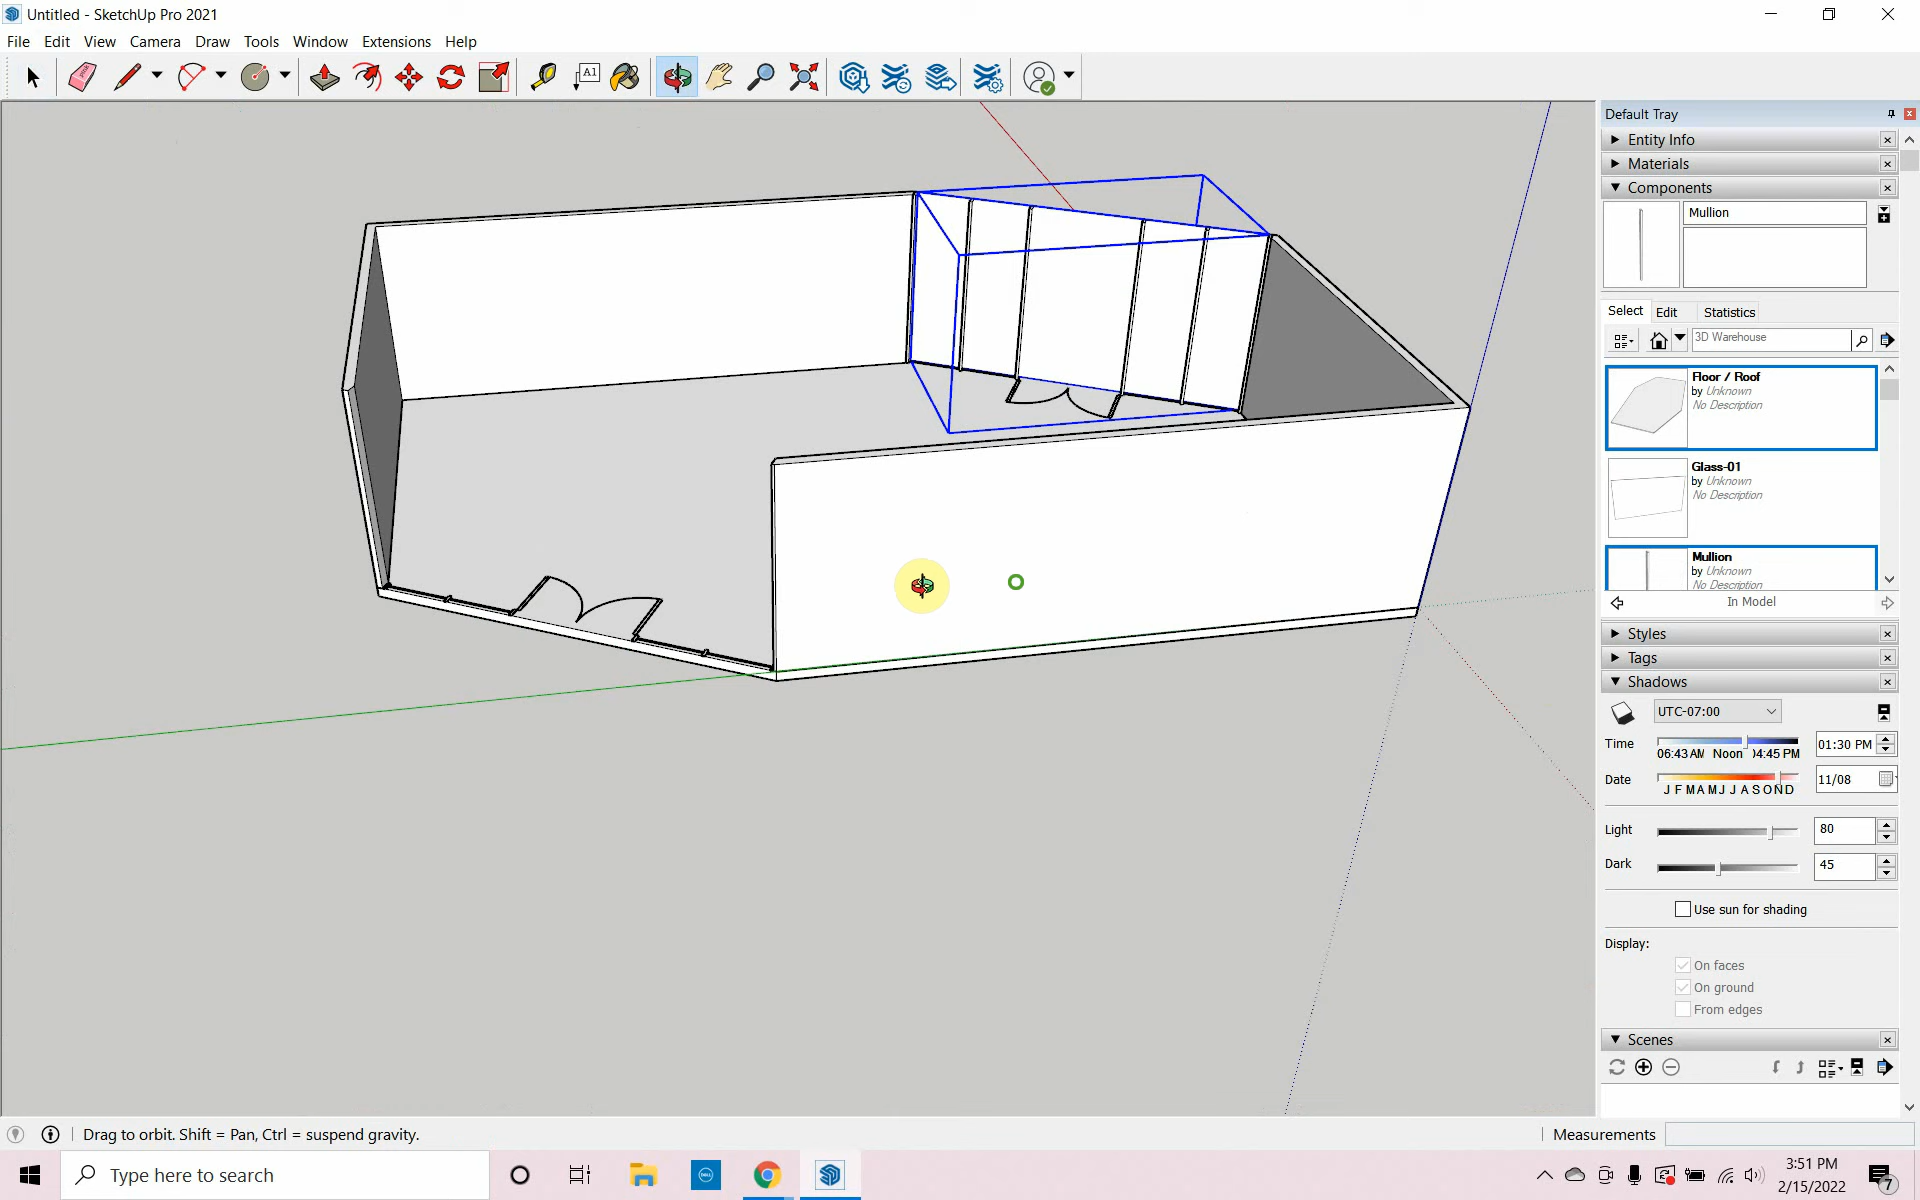 Untitled - SketchUp Pro 2021
File Edit View Camera Draw Tools Window Extensions Help
A1
Default Tray
Entity Info
Materials
Components
Mullion
Select Edit Statistics
3D Warehouse
Floor / Roof
by Unknown
No Description
Glass-01
by Unknown
No Description
Mullion
by Unknown
No Description
In Model
Styles
Tags
Shadows
UTC-07:00
Time 01:30 PM
06:43 AM Noon 04:45 PM
Date 11/08
J F M A M J J A S O N D
Light 80
Dark 45
Use sun for shading
Display:
On faces
On ground
From edges
Scenes
Drag to orbit. Shift = Pan, Ctrl = suspend gravity.
Measurements
Type here to search
DELL
3:51 PM
2/15/2022
7